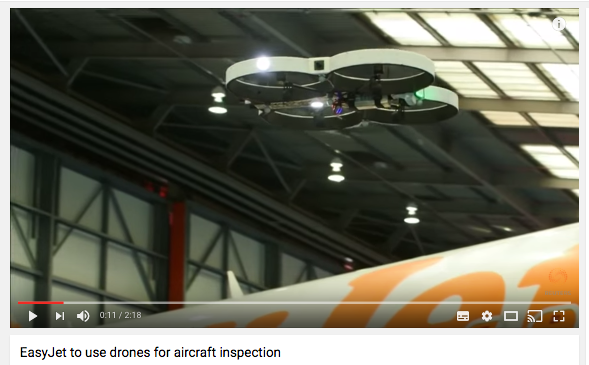 0:11 / 2:18
EasyJet to use drones for aircraft inspection